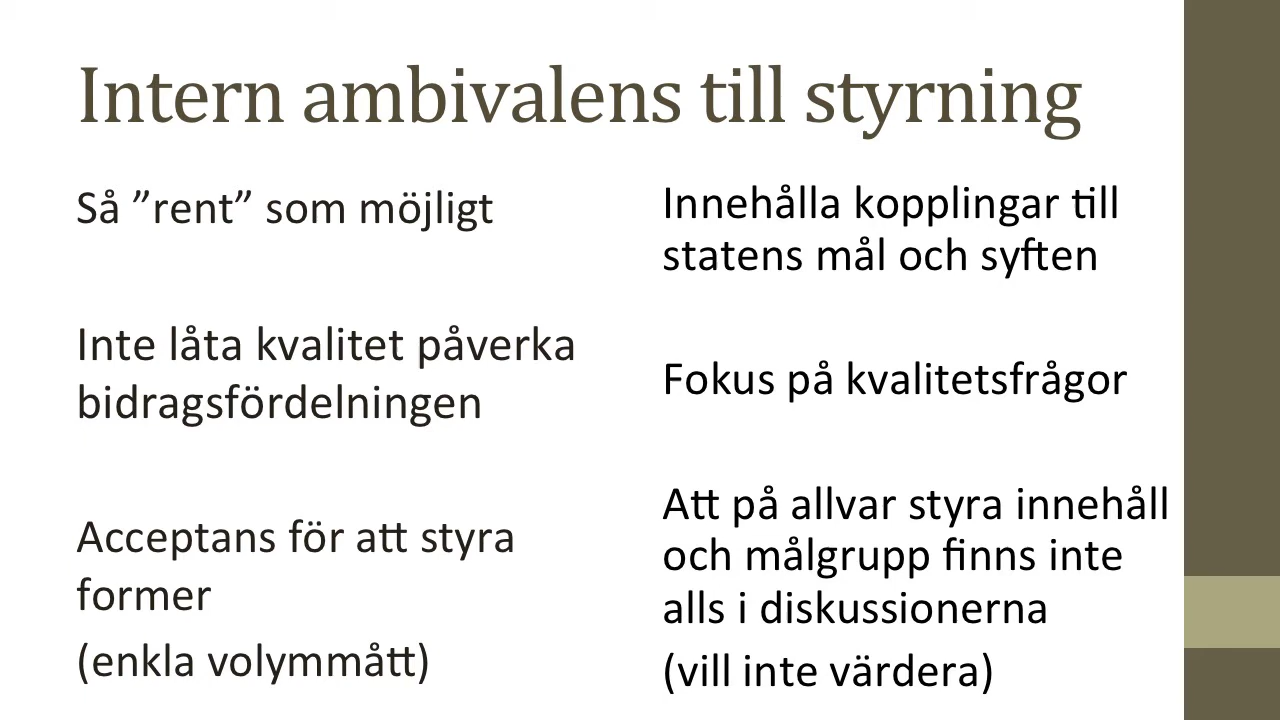 Intern ambivalens till styrning
Så ”rent” som möjligt
Inte låta kvalitet påverka
bidragsfördelningen
Acceptans för att styra
former
(enkla volymmått)
Innehålla kopplingar till
statens mål och syften
Fokus på kvalitetsfrågor
Att på allvar styra innehåll
och målgrupp finns inte
alls i diskussionerna
(vill inte värdera)